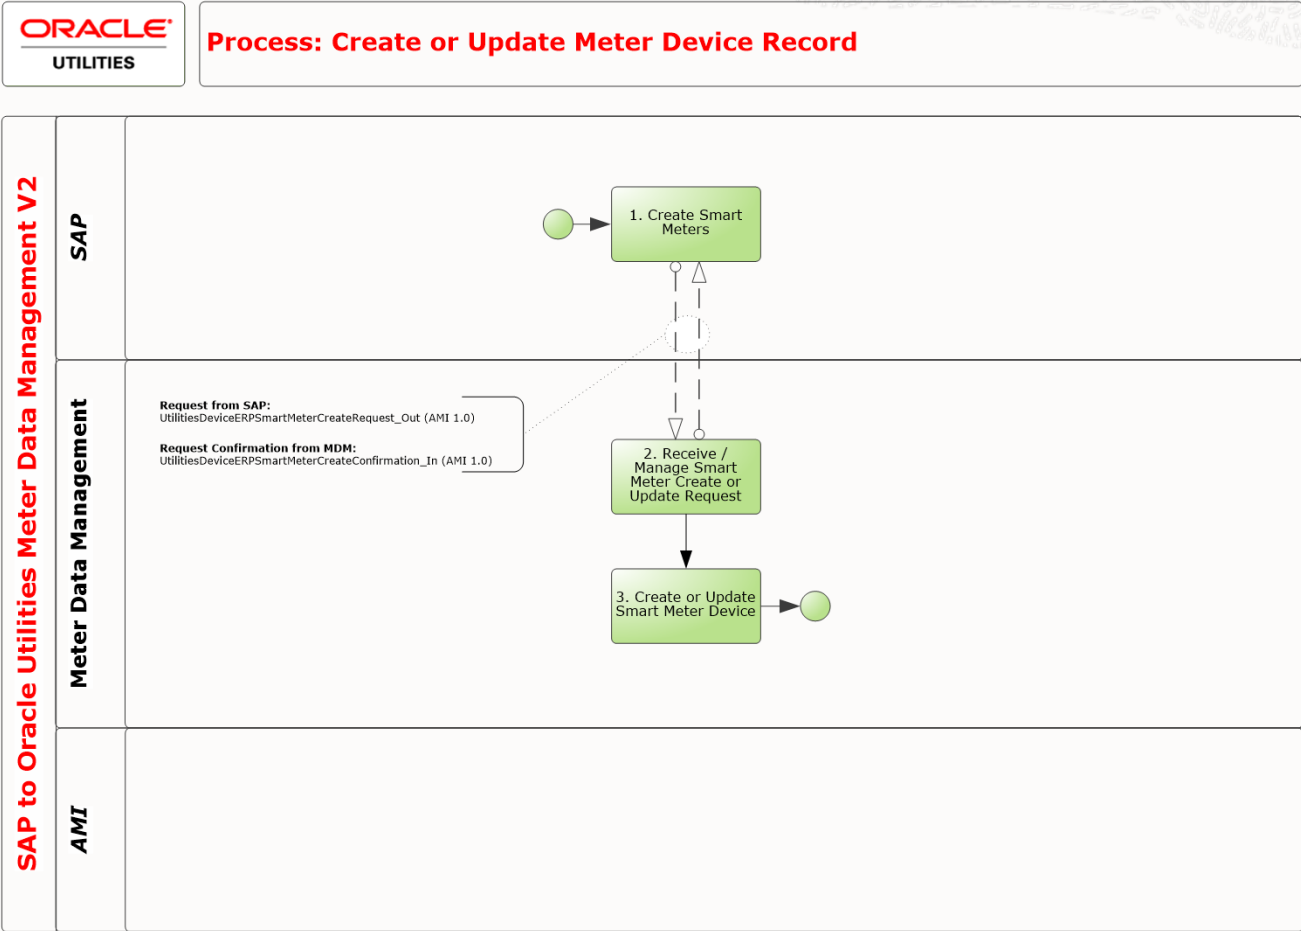 ORACLE
UTILITIES
Process: Create or Update Meter Device Record
SAP to Oracle Utilities Meter Data Management V2
SAP
1. Create Smart
Meters
Meter Data Management
Request from SAP:
UtilitiesDeviceERPSmartMeterCreateRequest_Out (AMI 1.0)
Request Confirmation from MDM:
UtilitiesDeviceERPSmartMeterCreateConfirmation_In (AMI 1.0)
2. Receive /
Manage Smart
Meter Create or
Update Request
3. Create or Update
Smart Meter Device
AMI